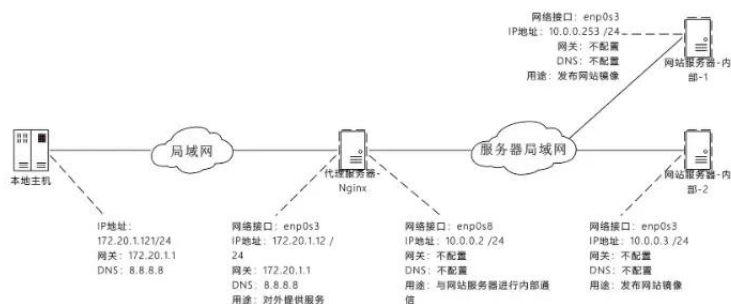 网络接口：enp0s3
IP地址：10.0.0.253 /24
网关：不配置
DNS：不配置
用途：发布网站镜像
网站服务器-内
部-1
局域网
服务器局域网
本地主机
代理服务器-
Nginx
网站服务器-内
部-2
IP地址：
172.20.1.121/24
网关：172.20.1.1
DNS：8.8.8.8
网络接口：enp0s3
IP地址：172.20.1.12 /
24
网关：172.20.1.1
DNS：8.8.8.8
用途：对外提供服务
网络接口：enp0s8
IP地址：10.0.0.2 /24
网关：不配置
DNS：不配置
用途：与网站服务器进行内部通
信
网络接口：enp0s3
IP地址：10.0.0.3 /24
网关：不配置
DNS：不配置
用途：发布网站镜像